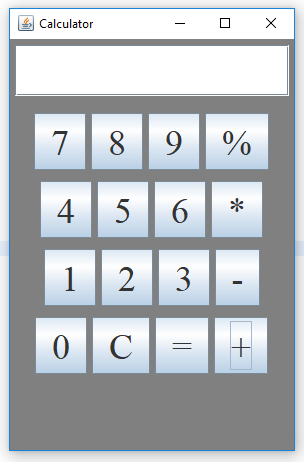 Calculator
7 8 9 %
4 5 6 *
1 2 3 -
0 C = +